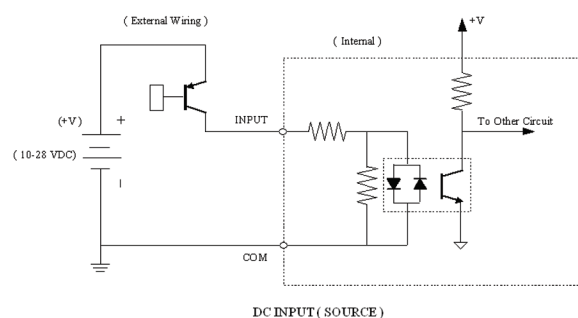 ( External Wiring )
+V
( Internal )
INPUT
To Other Circuit
(+V)
+
( 10-28 VDC)
−
COM
DC INPUT ( SOURCE )